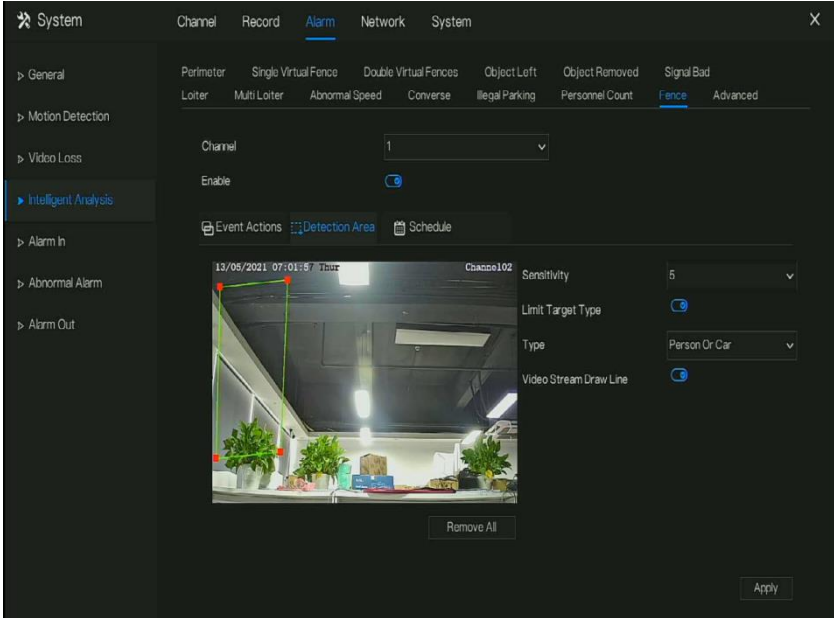 System
Channel Record Alarm Network System X
General
Motion Detection
Video Loss
Intelligent Analysis
Alarm In
Abnormal Alarm
Alarm Out
Perimeter Single Virtual Fence Double Virtual Fences Object Left Object Removed Signal Bad
Loiter Multi Loiter Abnormal Speed Converse Illegal Parking Personnel Count Fence Advanced
Channel 1
Enable
Event Actions Detection Area Schedule
13/05/2021 07:01:57 Thur Channel02
Sensitivity 5
Limit Target Type
Type Person Or Car
Video Stream Draw Line
Remove All
Apply